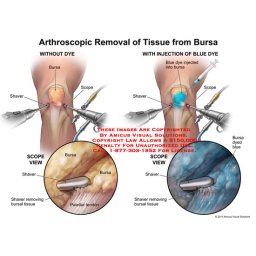 Arthroscopic Removal of Tissue from Bursa
WITHOUT DYE
WITH INJECTION OF BLUE DYE
Bursa
Blue dye injected
into bursa
Scope
Scope
Shaver
Shaver
These Images are Copyrighted
By Amicus Visual Solutions.
Copyright Law Allows A $150,000
Penalty For Unauthorized Use.
Call 1-877-303-1952 For License.
SCOPE
VIEW
Bursa
SCOPE
VIEW
Bursa
dyed
blue
Shaver removing
bursal tissue
Patellar tendon
Shaver removing
bursal tissue